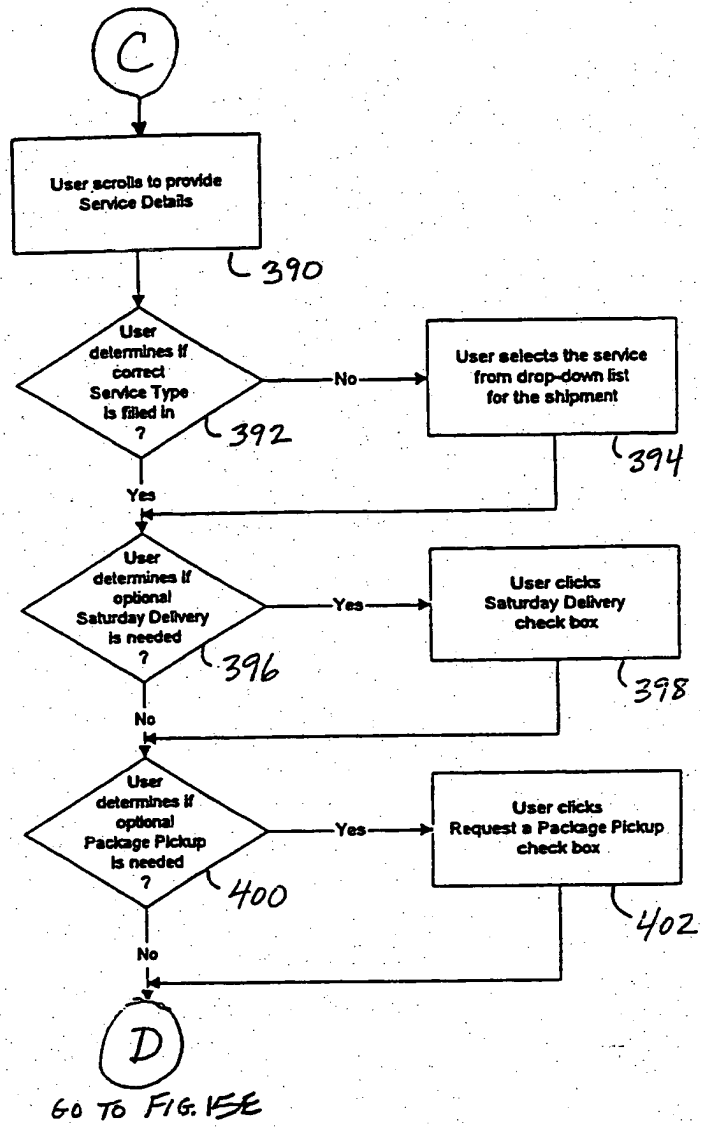 C
User scrolls to provide
Service Details
390
User
determines if
correct
Service Type
is filled in
?
392
No
User selects the service
from drop-down list
for the shipment
394
Yes
User
determines if
optional
Saturday Delivery
is needed
?
396
Yes
User clicks
Saturday Delivery
check box
398
No
User
determines if
optional
Package Pickup
is needed
?
400
Yes
User clicks
Request a Package Pickup
check box
402
No
D
GO TO FIG. 15E